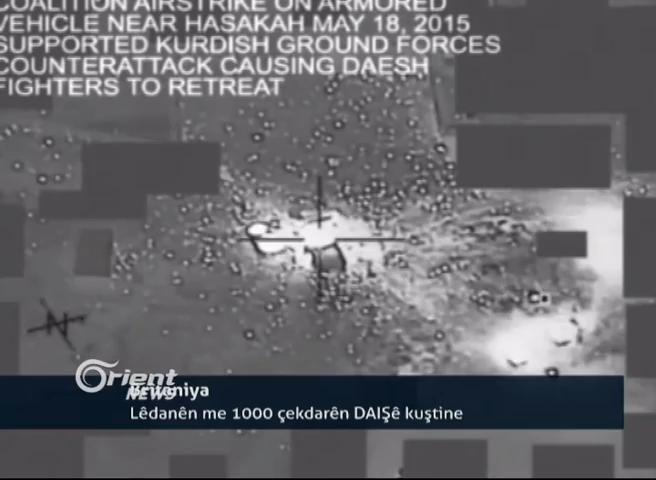 COALITION AIRSTRIKE ON ARMORED
VEHICLE NEAR HASAKAH MAY 18, 2015
SUPPORTED KURDISH GROUND FORCES
COUNTERATTACK CAUSING DAESH
FIGHTERS TO RETREAT
N
Orient
NEWS
Britaniya
Lêdanên me 1000 çekdarên DAIŞê kuştine